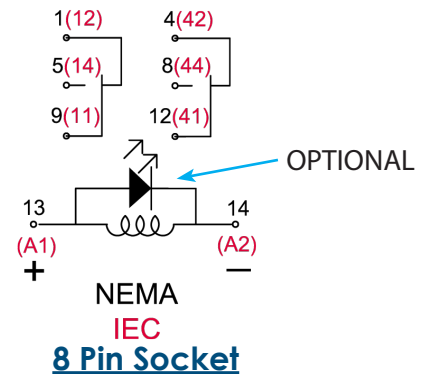 1(12) 4(42)
5(14) 8(44)
9(11) 12(41)
OPTIONAL
13 14
(A1) (A2)
+ −
NEMA
IEC
8 Pin Socket